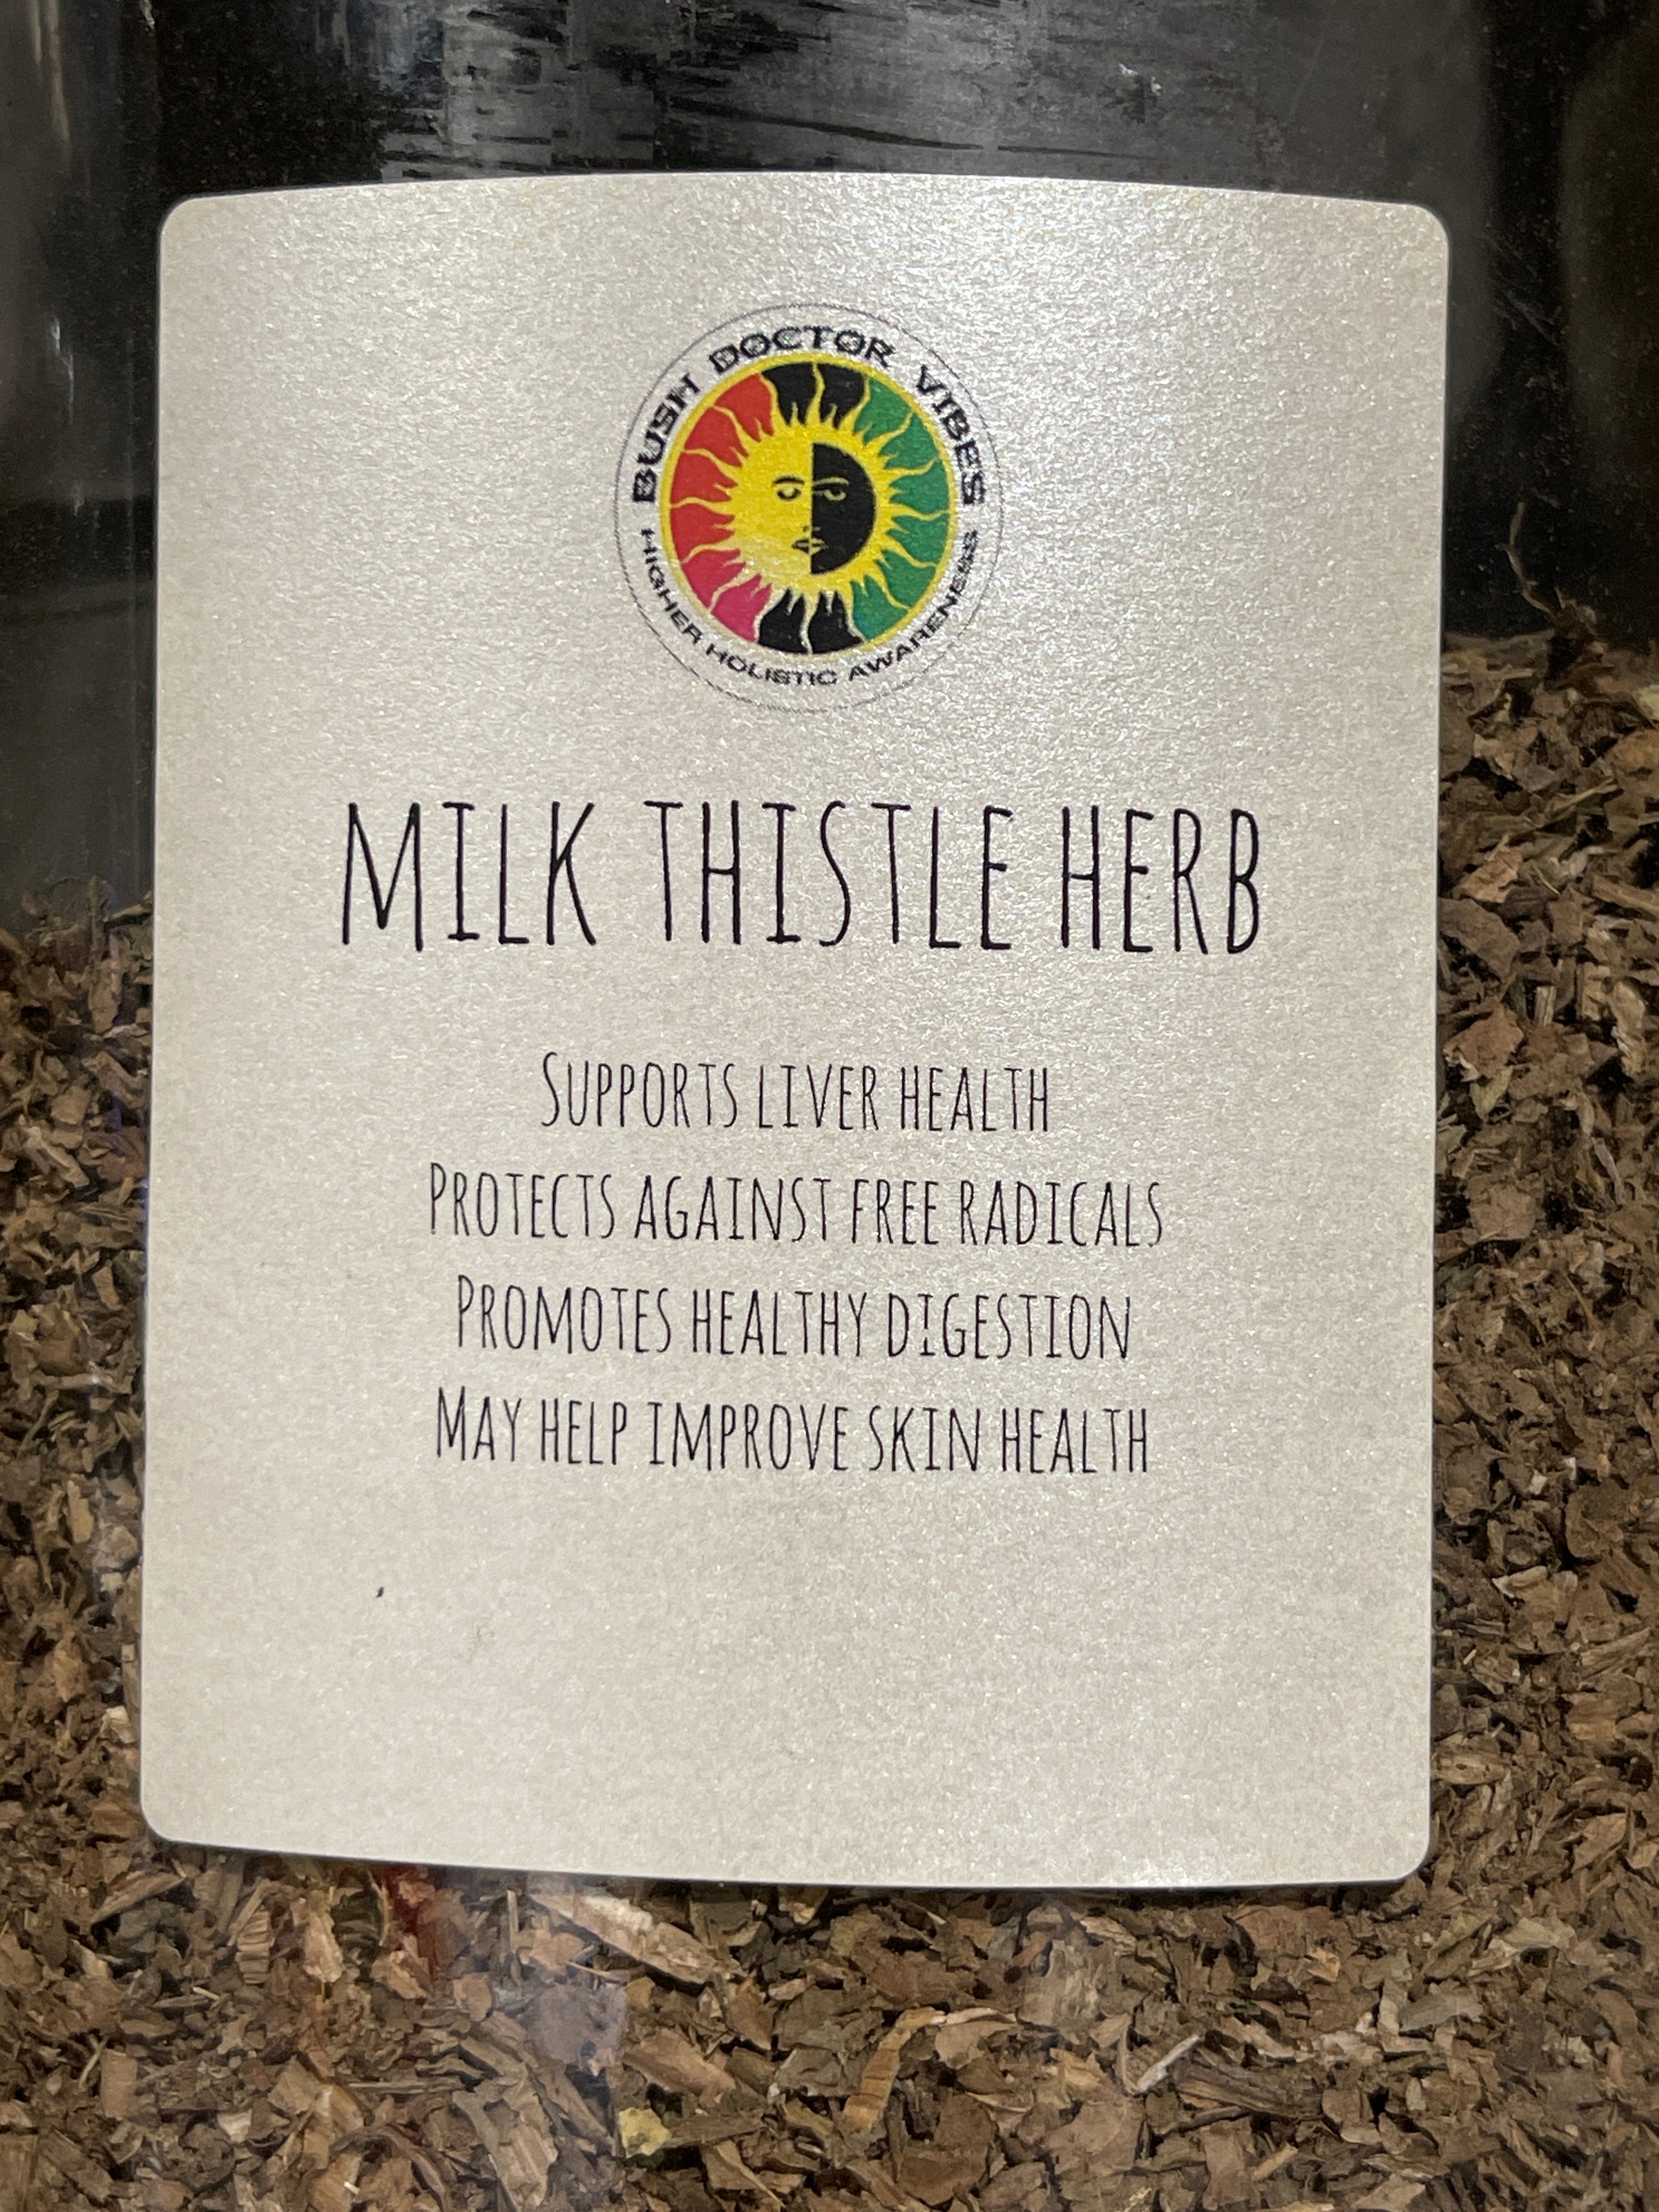 BUSH DOCTOR VIBES
HIGHER HOLISTIC AWARENESS
MILK THISTLE HERB
SUPPORTS LIVER HEALTH
PROTECTS AGAINST FREE RADICALS
PROMOTES HEALTHY DIGESTION
MAY HELP IMPROVE SKIN HEALTH